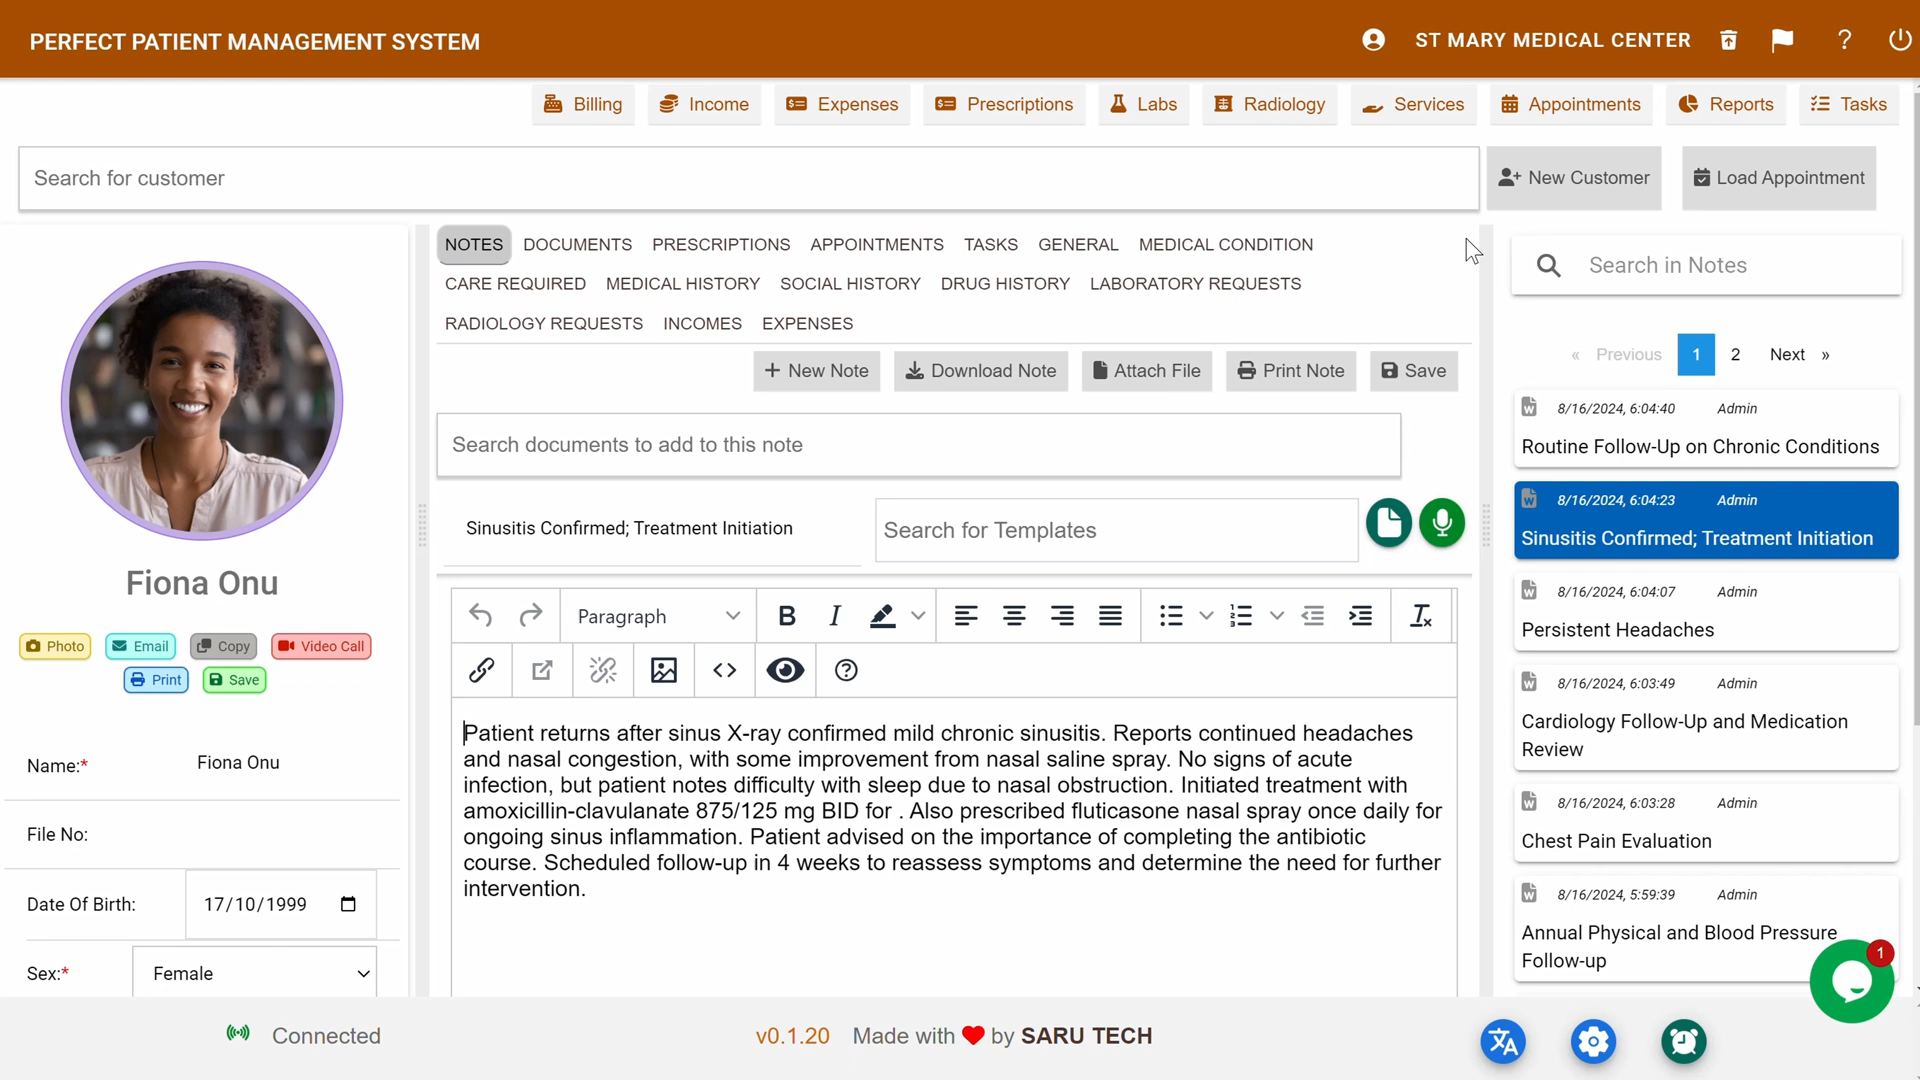 PERFECT PATIENT MANAGEMENT SYSTEM
ST MARY MEDICAL CENTER
?
Billing
Income
Expenses
Prescriptions
Labs
Radiology
Services
Appointments
Reports
Tasks
Search for customer
New Customer
Load Appointment
Fiona Onu
Photo
Email
Copy
Video Call
Print
Save
Name:*
Fiona Onu
File No:
Date Of Birth:
17/10/1999
Sex:*
Female
NOTES DOCUMENTS PRESCRIPTIONS APPOINTMENTS TASKS GENERAL MEDICAL CONDITION
CARE REQUIRED MEDICAL HISTORY SOCIAL HISTORY DRUG HISTORY LABORATORY REQUESTS
RADIOLOGY REQUESTS INCOMES EXPENSES
+ New Note
Download Note
Attach File
Print Note
Save
Search documents to add to this note
Sinusitis Confirmed; Treatment Initiation
Search for Templates
Paragraph
B
I
Patient returns after sinus X-ray confirmed mild chronic sinusitis. Reports continued headaches
and nasal congestion, with some improvement from nasal saline spray. No signs of acute
infection, but patient notes difficulty with sleep due to nasal obstruction. Initiated treatment with
amoxicillin-clavulanate 875/125 mg BID for . Also prescribed fluticasone nasal spray once daily for
ongoing sinus inflammation. Patient advised on the importance of completing the antibiotic
course. Scheduled follow-up in 4 weeks to reassess symptoms and determine the need for further
intervention.
Search in Notes
« Previous 1 2 Next »
8/16/2024, 6:04:40 Admin
Routine Follow-Up on Chronic Conditions
8/16/2024, 6:04:23 Admin
Sinusitis Confirmed; Treatment Initiation
8/16/2024, 6:04:07 Admin
Persistent Headaches
8/16/2024, 6:03:49 Admin
Cardiology Follow-Up and Medication
Review
8/16/2024, 6:03:28 Admin
Chest Pain Evaluation
8/16/2024, 5:59:39 Admin
Annual Physical and Blood Pressure
Follow-up
1
Connected
v0.1.20 Made with ❤ by SARU TECH